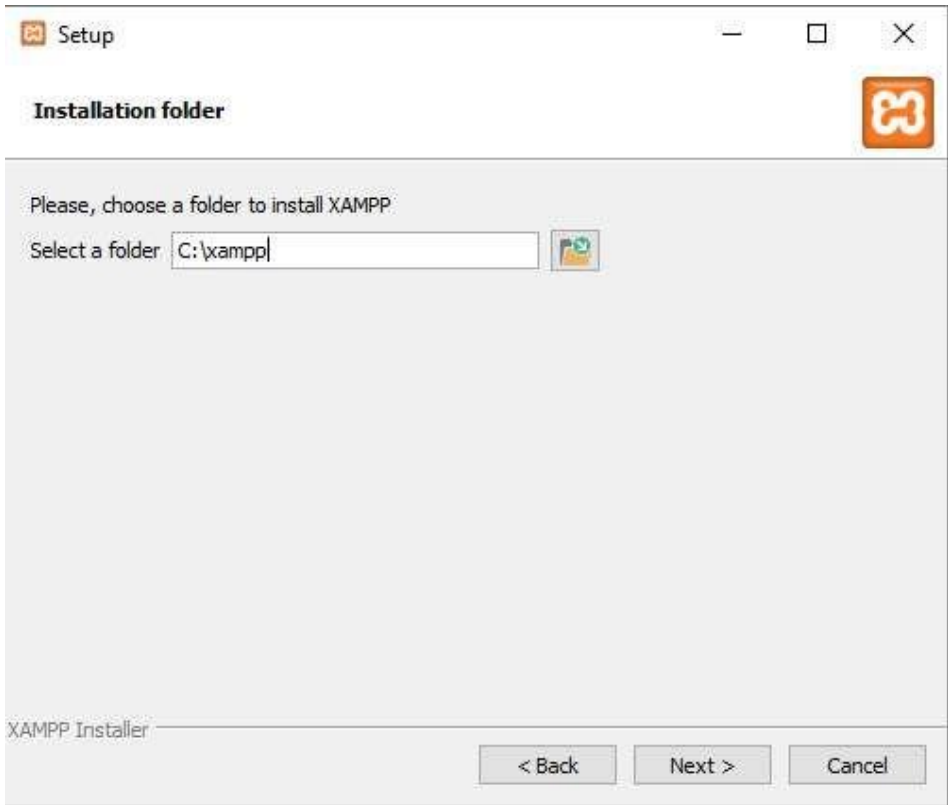 Setup
Installation folder
Please, choose a folder to install XAMPP
Select a folder C:\xampp
XAMPP Installer
< Back Next > Cancel